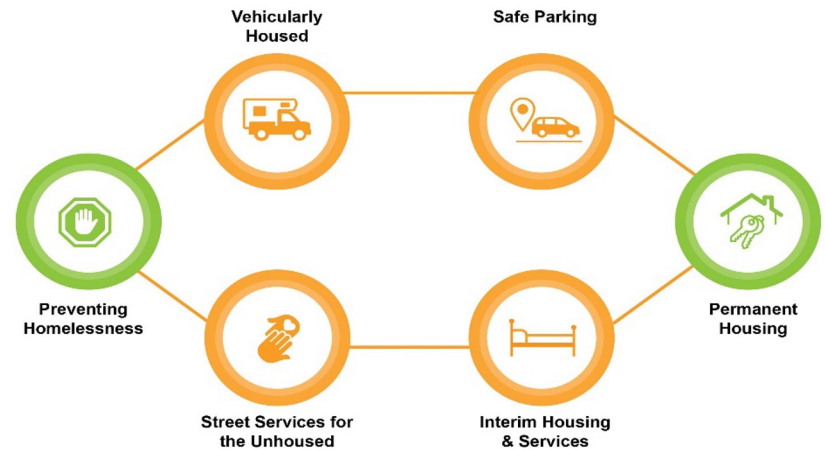 Vehicularly
Housed
Safe Parking
Preventing
Homelessness
Permanent
Housing
Street Services for
the Unhoused
Interim Housing
& Services